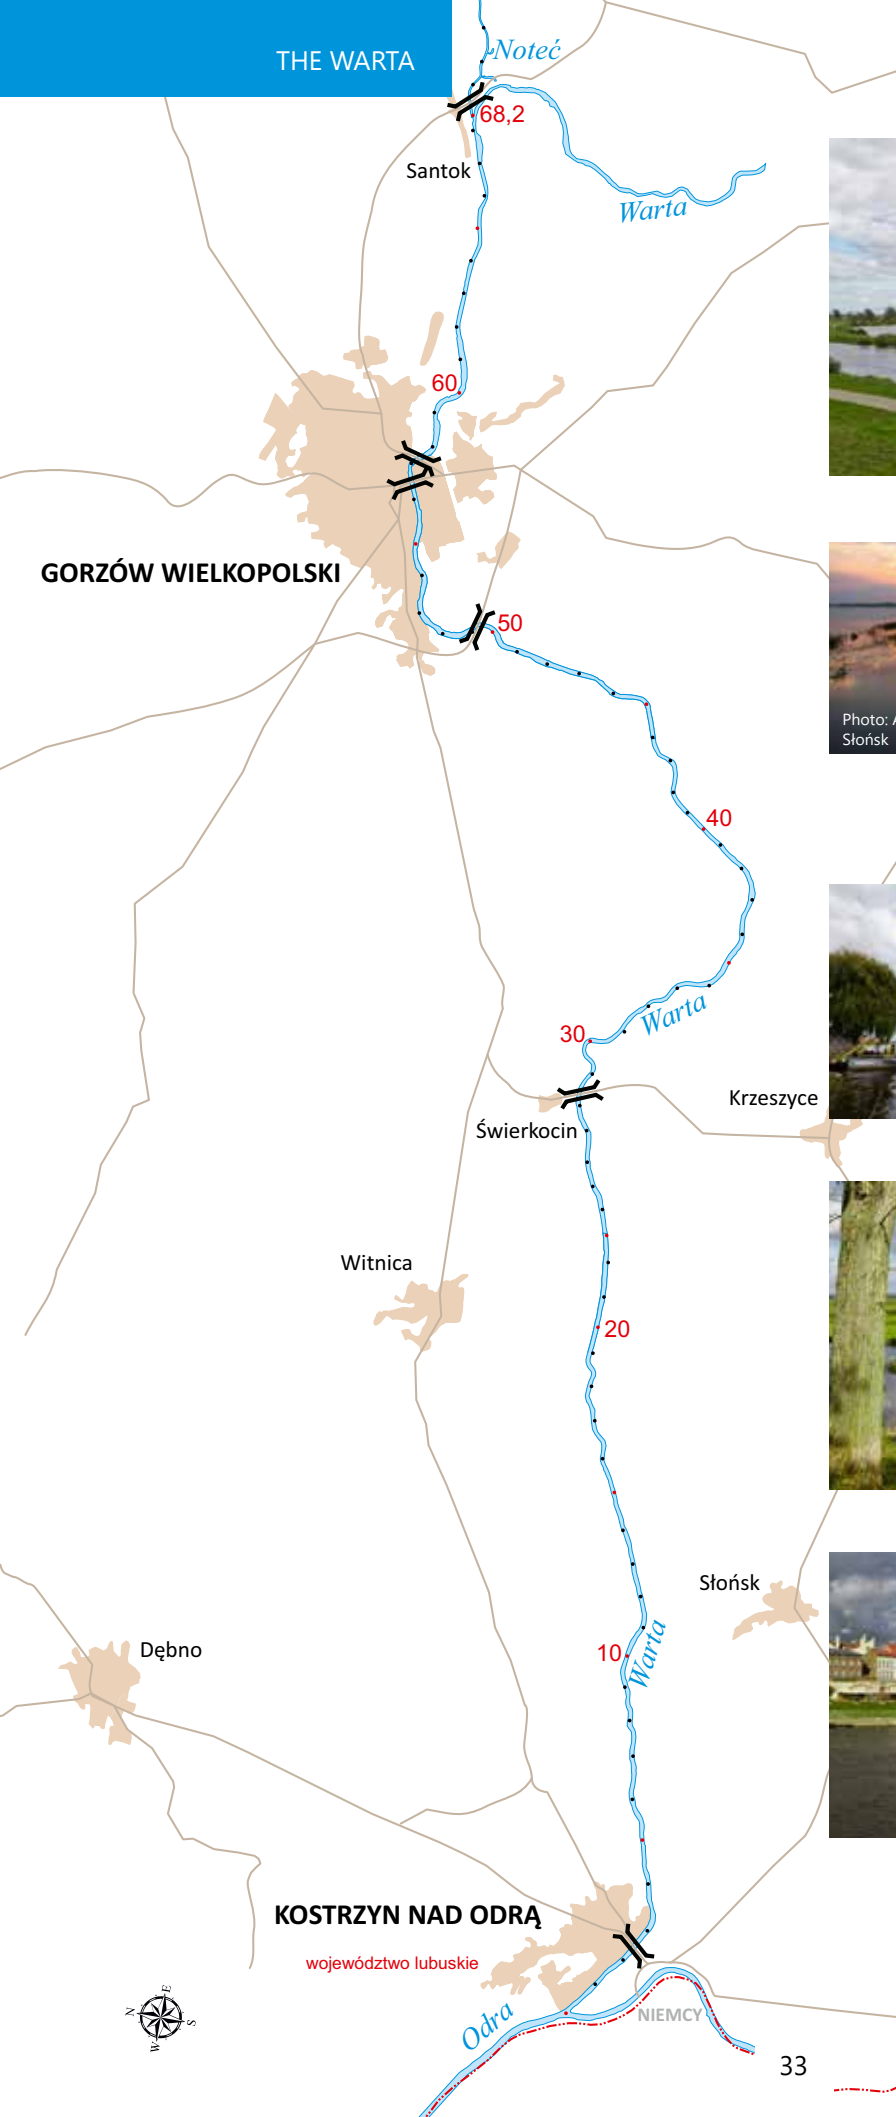 THE WARTA
Noteć
68,2
Santok
Warta
60
GORZÓW WIELKOPOLSKI
50
Photo: A
Słońsk
40
Warta
30
Krzeszyce
Świerkocin
Witnica
20
Słońsk
Dębno
10
Warta
KOSTRZYN NAD ODRĄ
województwo lubuskie
N
E
S
W
Odra
NIEMCY
33